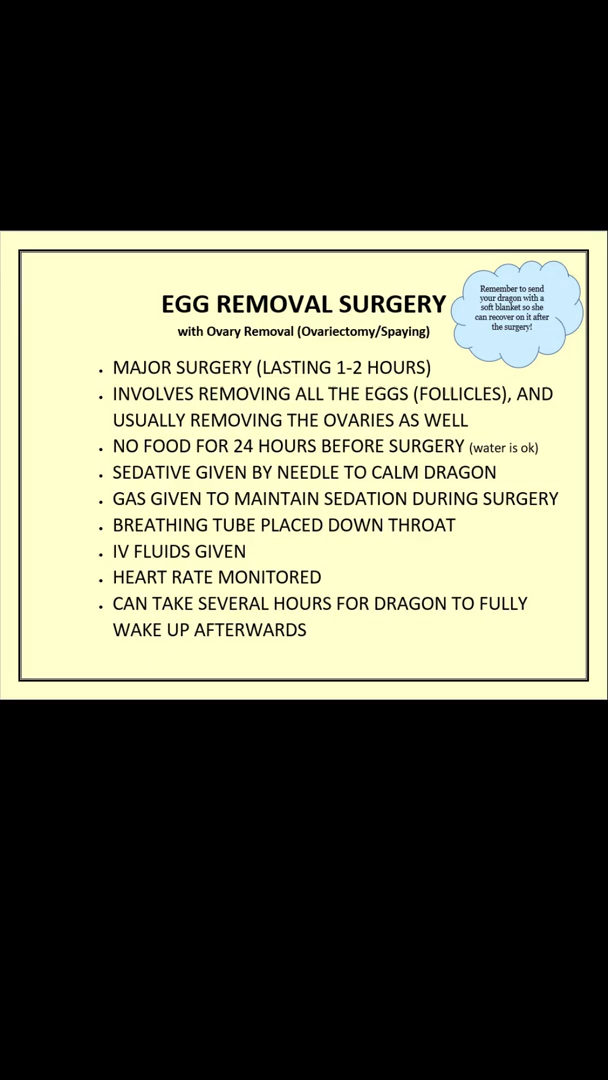 EGG REMOVAL SURGERY
with Ovary Removal (Ovariectomy/Spaying)
Remember to send
your dragon with a
soft blanket so she
can recover on it after
the surgery!
• MAJOR SURGERY (LASTING 1-2 HOURS)
• INVOLVES REMOVING ALL THE EGGS (FOLLICLES), AND
USUALLY REMOVING THE OVARIES AS WELL
• NO FOOD FOR 24 HOURS BEFORE SURGERY (water is ok)
• SEDATIVE GIVEN BY NEEDLE TO CALM DRAGON
• GAS GIVEN TO MAINTAIN SEDATION DURING SURGERY
• BREATHING TUBE PLACED DOWN THROAT
• IV FLUIDS GIVEN
• HEART RATE MONITORED
• CAN TAKE SEVERAL HOURS FOR DRAGON TO FULLY
WAKE UP AFTERWARDS